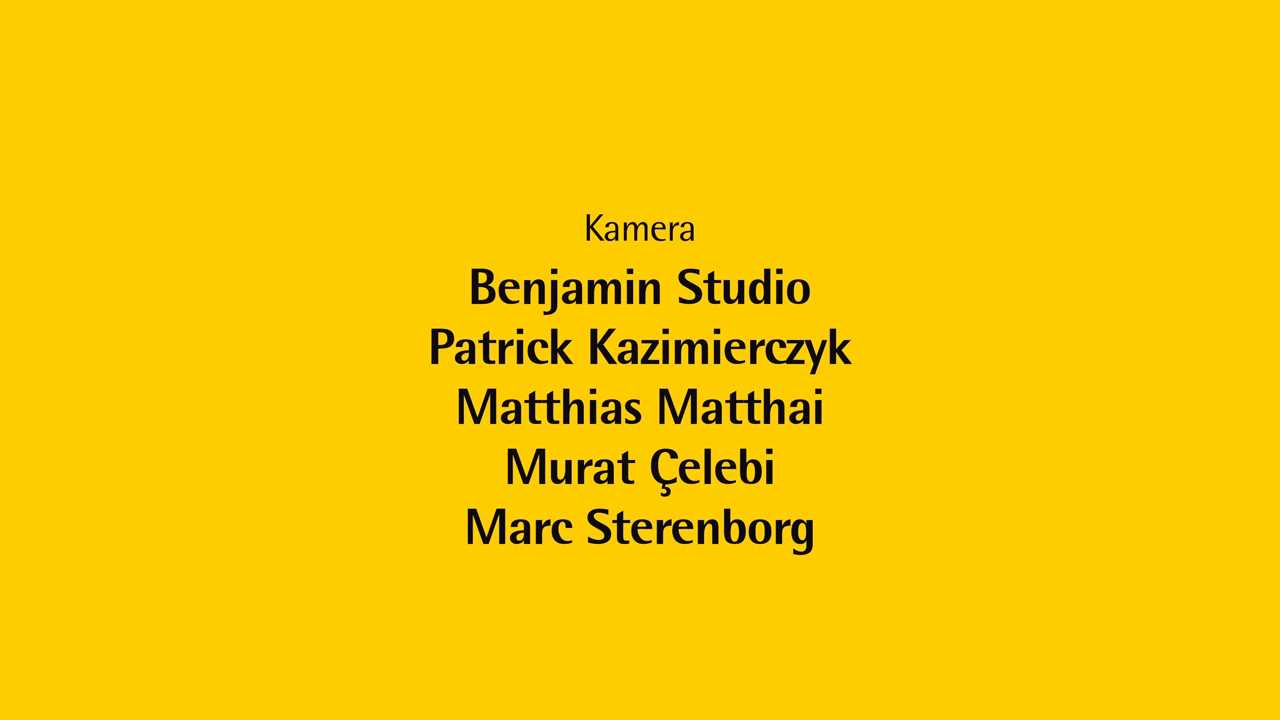 Kamera
Benjamin Studio
Patrick Kazimierczyk
Matthias Matthai
Murat Çelebi
Marc Sterenborg